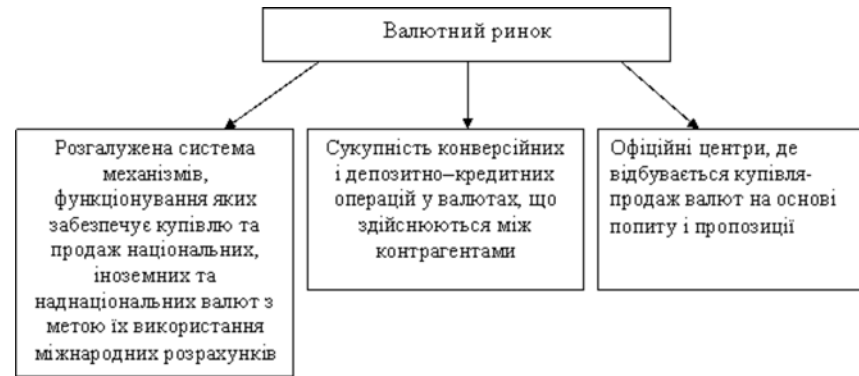 Валютний ринок
Розгалужена система
механізмів,
функціонування яких
забезпечує купівлю та
продаж національних,
іноземних та
наднаціональних валют з
метою їх використання
міжнародних розрахунків
Сукупність конверсійних
і депозитно–кредитних
операцій у валютах, що
здійснюються між
контрагентами
Офіційні центри, де
відбувається купівля-
продаж валют на основі
попиту і пропозиції